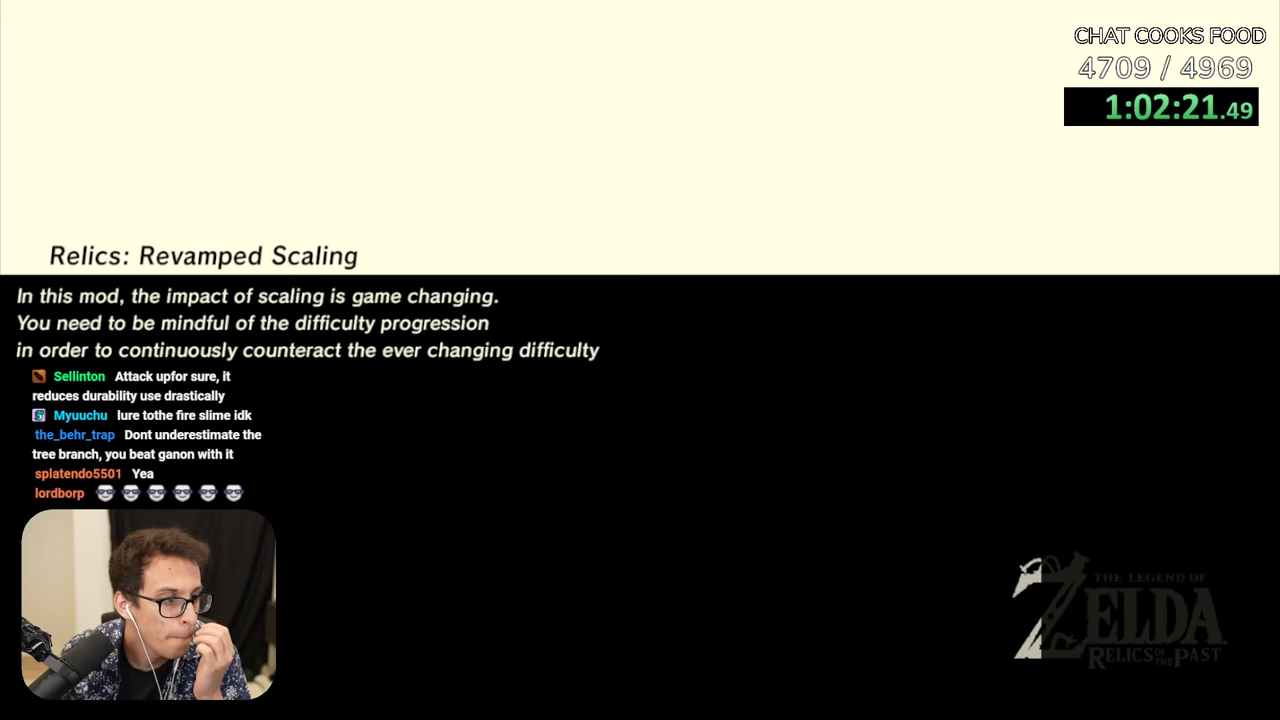 CHAT COOKS FOOD
4709 / 4969
1:02:21.49
Relics: Revamped Scaling
In this mod, the impact of scaling is game changing.
You need to be mindful of the difficulty progression
in order to continuously counteract the ever changing difficulty
Sellinton Attack upfor sure, it
reduces durability use drastically
Myuuchu lure tothe fire slime idk
the_behr_trap Dont underestimate the
tree branch, you beat ganon with it
splatendo5501 Yea
lordborp
THE LEGEND OF
ZELDA
RELICS OF THE PAST